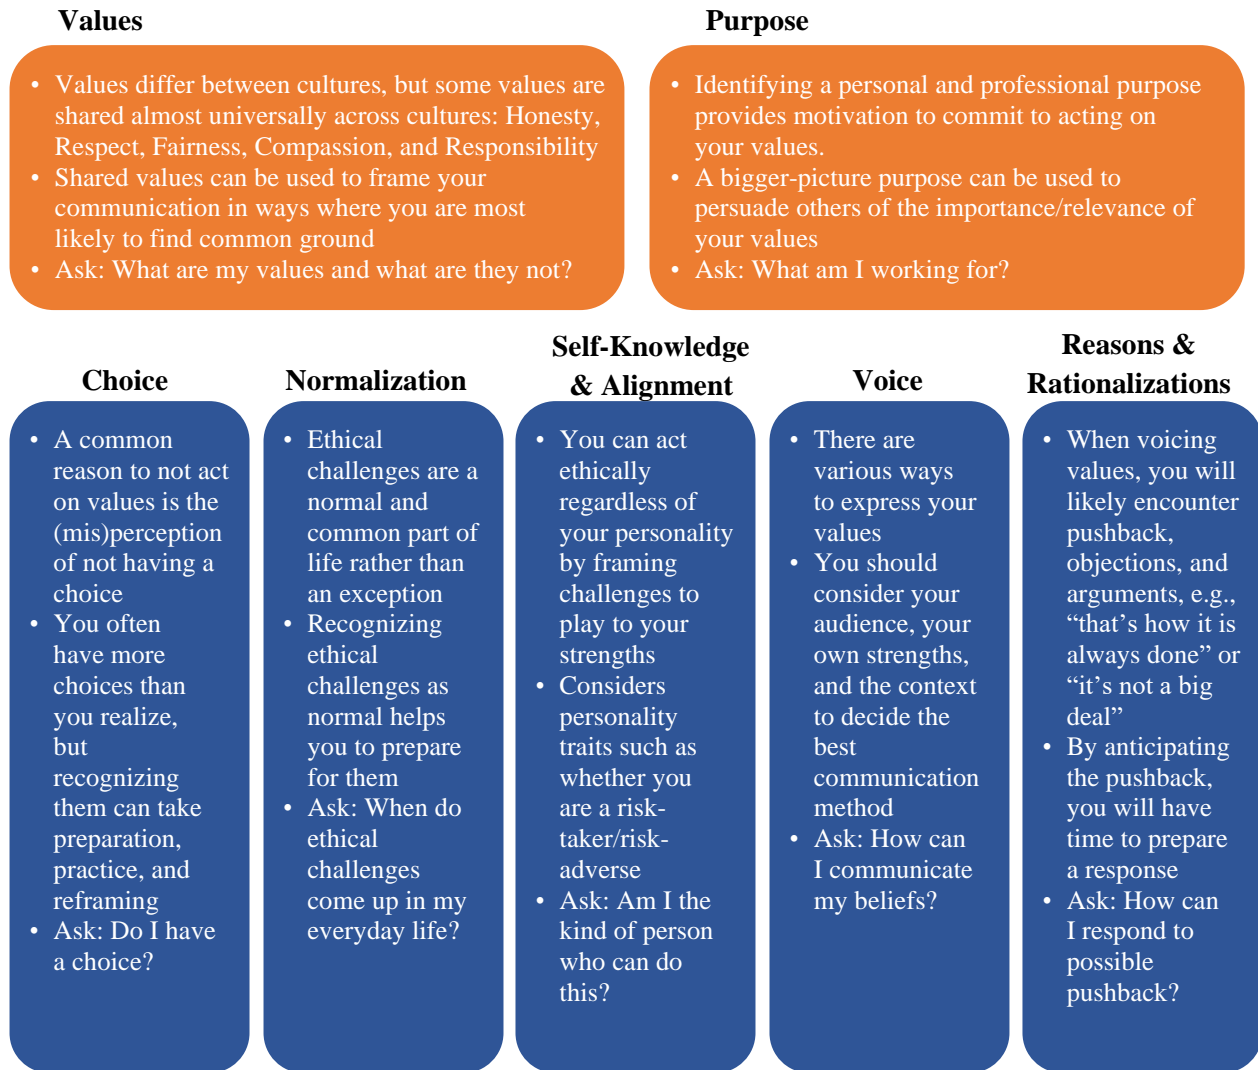 Values
• Values differ between cultures, but some values are
shared almost universally across cultures: Honesty,
Respect, Fairness, Compassion, and Responsibility
• Shared values can be used to frame your
communication in ways where you are most
likely to find common ground
• Ask: What are my values and what are they not?
Purpose
• Identifying a personal and professional purpose
provides motivation to commit to acting on
your values.
• A bigger-picture purpose can be used to
persuade others of the importance/relevance of
your values
• Ask: What am I working for?
Choice
• A common
reason to not act
on values is the
(mis)perception
of not having a
choice
• You often
have more
choices than
you realize,
but
recognizing
them can take
preparation,
practice, and
reframing
• Ask: Do I have
a choice?
Normalization
• Ethical
challenges are a
normal and
common part of
life rather than
an exception
• Recognizing
ethical
challenges as
normal helps
you to prepare
for them
• Ask: When do
ethical
challenges
come up in my
everyday life?
Self-Knowledge
& Alignment
• You can act
ethically
regardless of
your personality
by framing
challenges to
play to your
strengths
• Considers
personality
traits such as
whether you
are a risk-
taker/risk-
adverse
• Ask: Am I the
kind of person
who can do
this?
Voice
• There are
various ways
to express your
values
• You should
consider your
audience, your
own strengths,
and the context
to decide the
best
communication
method
• Ask: How can
I communicate
my beliefs?
Reasons &
Rationalizations
• When voicing
values, you will
likely encounter
pushback,
objections, and
arguments, e.g.,
“that’s how it is
always done” or
“it’s not a big
deal”
• By anticipating
the pushback,
you will have
time to prepare
a response
• Ask: How can
I respond to
possible
pushback?